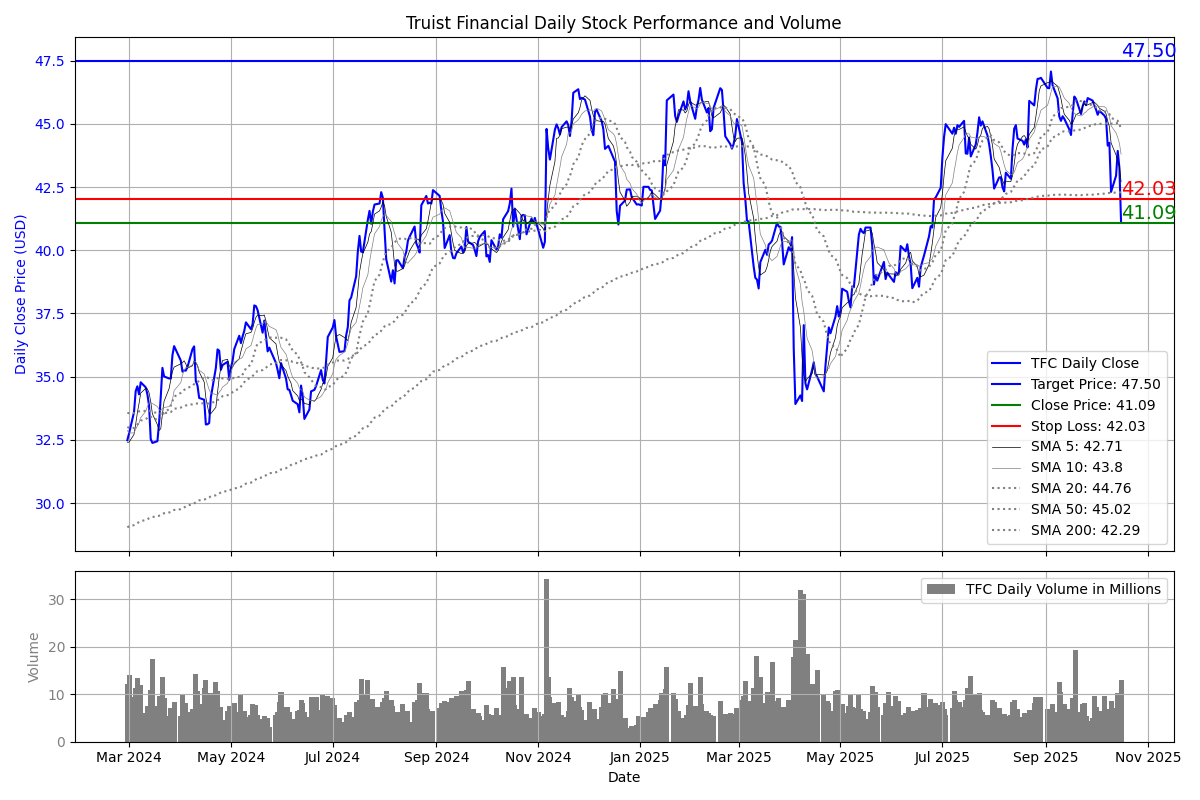 Truist Financial Daily Stock Performance and Volume
Daily Close Price (USD)
47.5
45.0
42.5
40.0
37.5
35.0
32.5
30.0
47.50
42.03
41.09
TFC Daily Close
Target Price: 47.50
Close Price: 41.09
Stop Loss: 42.03
SMA 5: 42.71
SMA 10: 43.8
SMA 20: 44.76
SMA 50: 45.02
SMA 200: 42.29
Volume
30
20
10
0
TFC Daily Volume in Millions
Mar 2024 May 2024 Jul 2024 Sep 2024 Nov 2024 Jan 2025 Mar 2025 May 2025 Jul 2025 Sep 2025 Nov 2025
Date